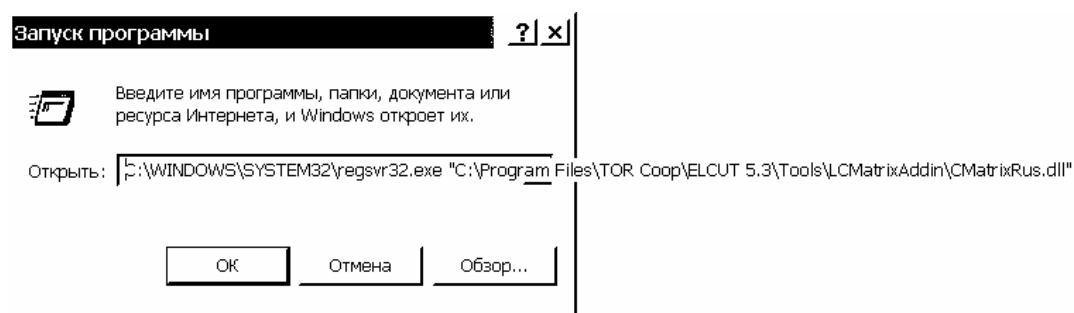 Запуск программы
Введите имя программы, папки, документа или
ресурса Интернета, и Windows откроет их.
Открыть: C:\WINDOWS\SYSTEM32\regsvr32.exe "C:\Program Files\TOR Coop\ELCUT 5.3\Tools\LCMatrixAddin\CMatrixRus.dll"
ОК Отмена Обзор...